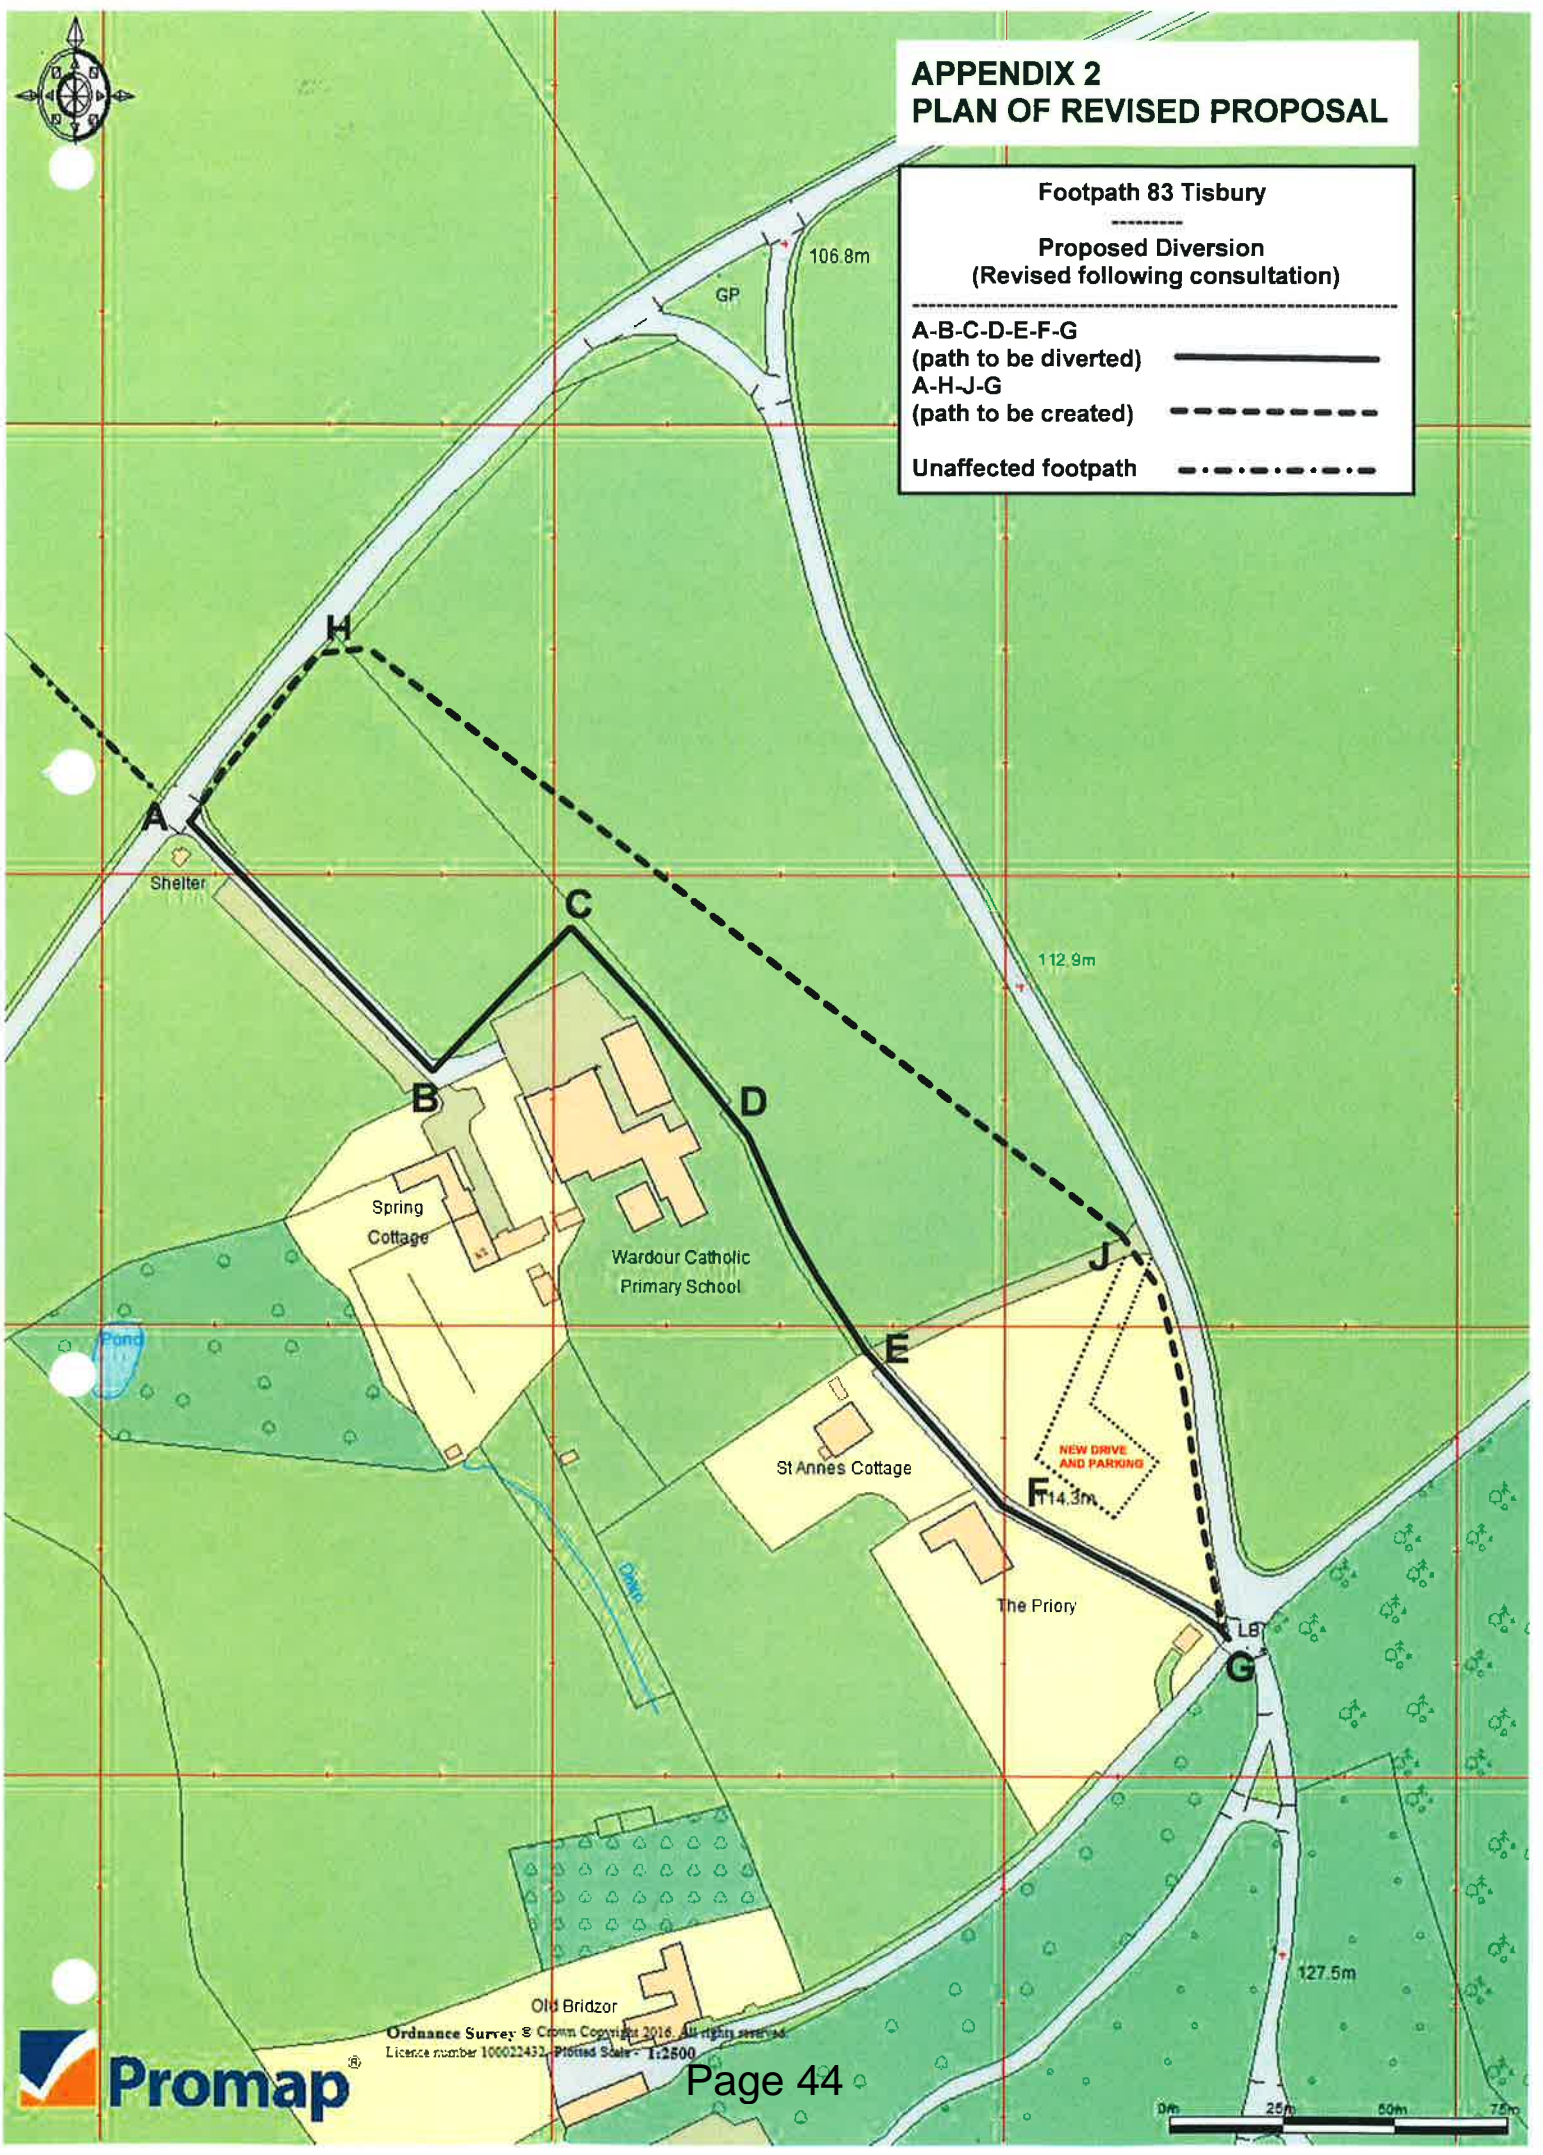 APPENDIX 2
PLAN OF REVISED PROPOSAL
Footpath 83 Tisbury
Proposed Diversion
(Revised following consultation)
A-B-C-D-E-F-G
(path to be diverted)
A-H-J-G
(path to be created)
Unaffected footpath
106.8m
GP
H
A
Shelter
C
112.9m
B
D
Spring
Cottage
Wardour Catholic
Primary School
J
Pond
E
NEW DRIVE
AND PARKING
St Annes Cottage
F
114.3m
Drain
The Priory
LB
G
127.5m
Old Bridzor
Ordnance Survey © Crown Copyright 2016. All rights reserved.
Licence number 100022432. Plotted Scale - 1:2500
Promap®
Page 44
0m 25m 50m 75m